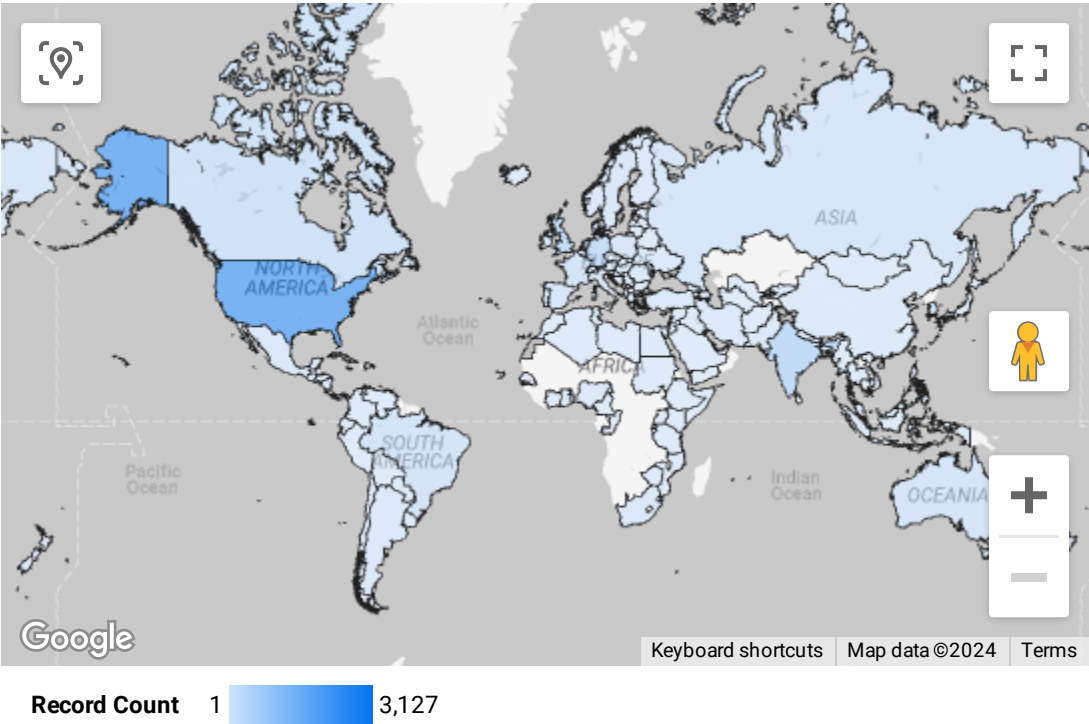 ASIA
NORTH
AMERICA
Atlantic
Ocean
AFRICA
SOUTH
AMERICA
Pacific
Ocean
Indian
Ocean
OCEANIA
Google
Keyboard shortcuts
Map data ©2024
Terms
Record Count 1 3,127